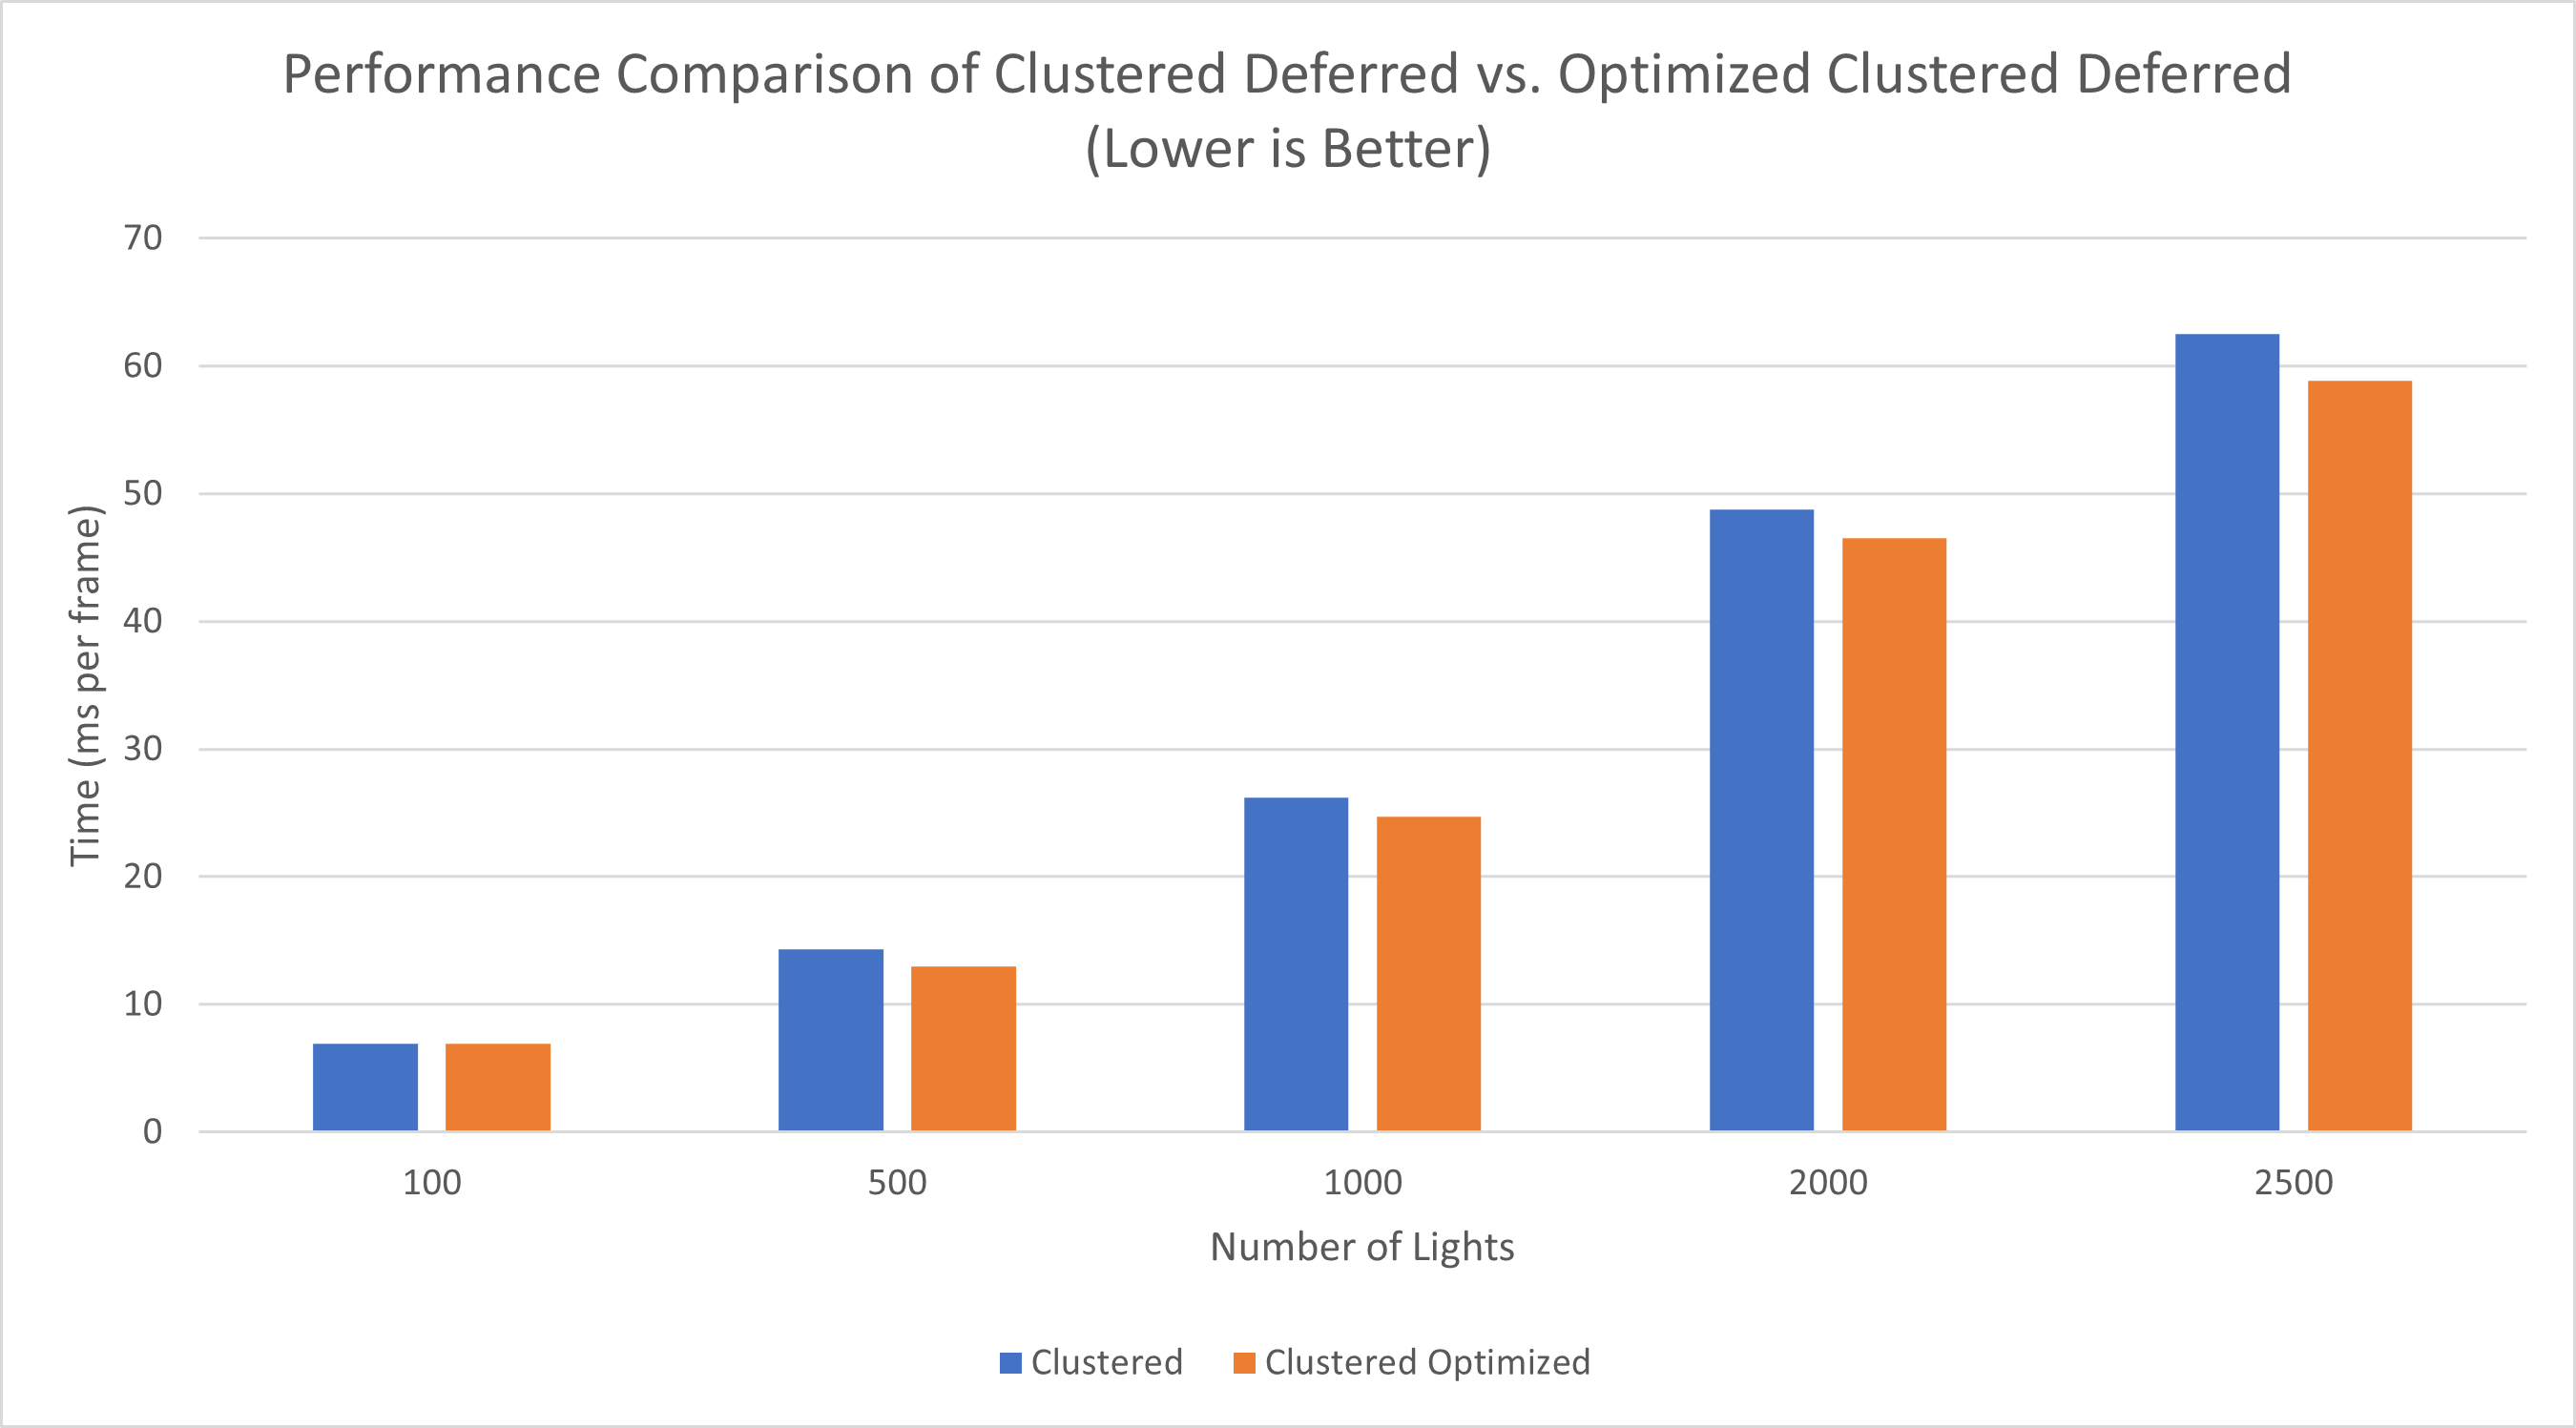 Performance Comparison of Clustered Deferred vs. Optimized Clustered Deferred
(Lower is Better)
70
60
50
40
30
20
10
0
Time (ms per frame)
100
500
1000
2000
2500
Number of Lights
Clustered
Clustered Optimized